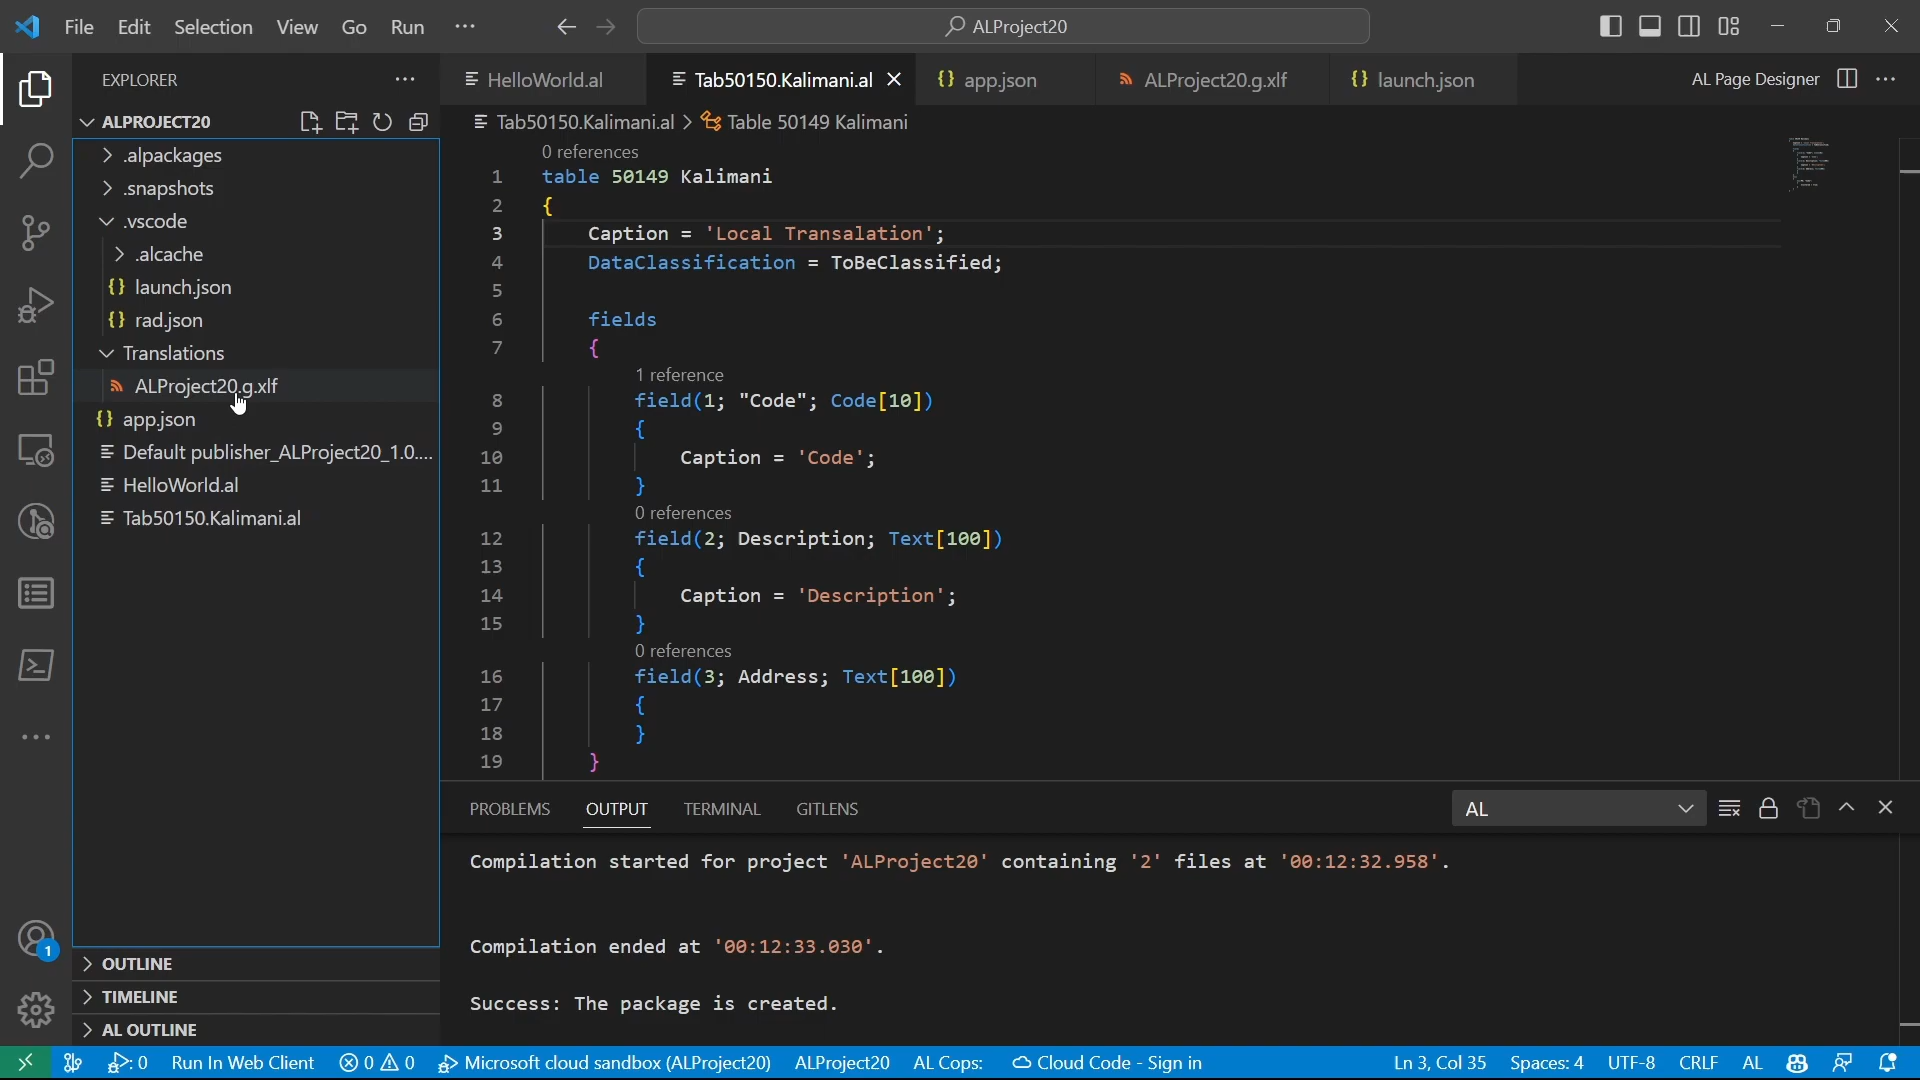 File Edit Selection View Go Run ···
ALProject20
EXPLORER
ALPROJECT20
.alpackages
.snapshots
.vscode
.alcache
{} launch.json
{} rad.json
Translations
ALProject20.g.xlf
{} app.json
Default publisher_ALProject20_1.0....
HelloWorld.al
Tab50150.Kalimani.al
OUTLINE
TIMELINE
AL OUTLINE
1
HelloWorld.al Tab50150.Kalimani.al {} app.json ALProject20.g.xlf {} launch.json AL Page Designer
Tab50150.Kalimani.al > Table 50149 Kalimani
0 references
1 table 50149 Kalimani
2 {
3 Caption = 'Local Transalation';
4 DataClassification = ToBeClassified;
5
6 fields
7 {
1 reference
8 field(1; "Code"; Code[10])
9 {
10 Caption = 'Code';
11 }
0 references
12 field(2; Description; Text[100])
13 {
14 Caption = 'Description';
15 }
0 references
16 field(3; Address; Text[100])
17 {
18 }
19 }
PROBLEMS OUTPUT TERMINAL GITLENS AL
Compilation started for project 'ALProject20' containing '2' files at '00:12:32.958'.
Compilation ended at '00:12:33.030'.
Success: The package is created.
: 0 Run In Web Client 0 0 Microsoft cloud sandbox (ALProject20) ALProject20 AL Cops: Cloud Code - Sign in Ln 3, Col 35 Spaces: 4 UTF-8 CRLF AL